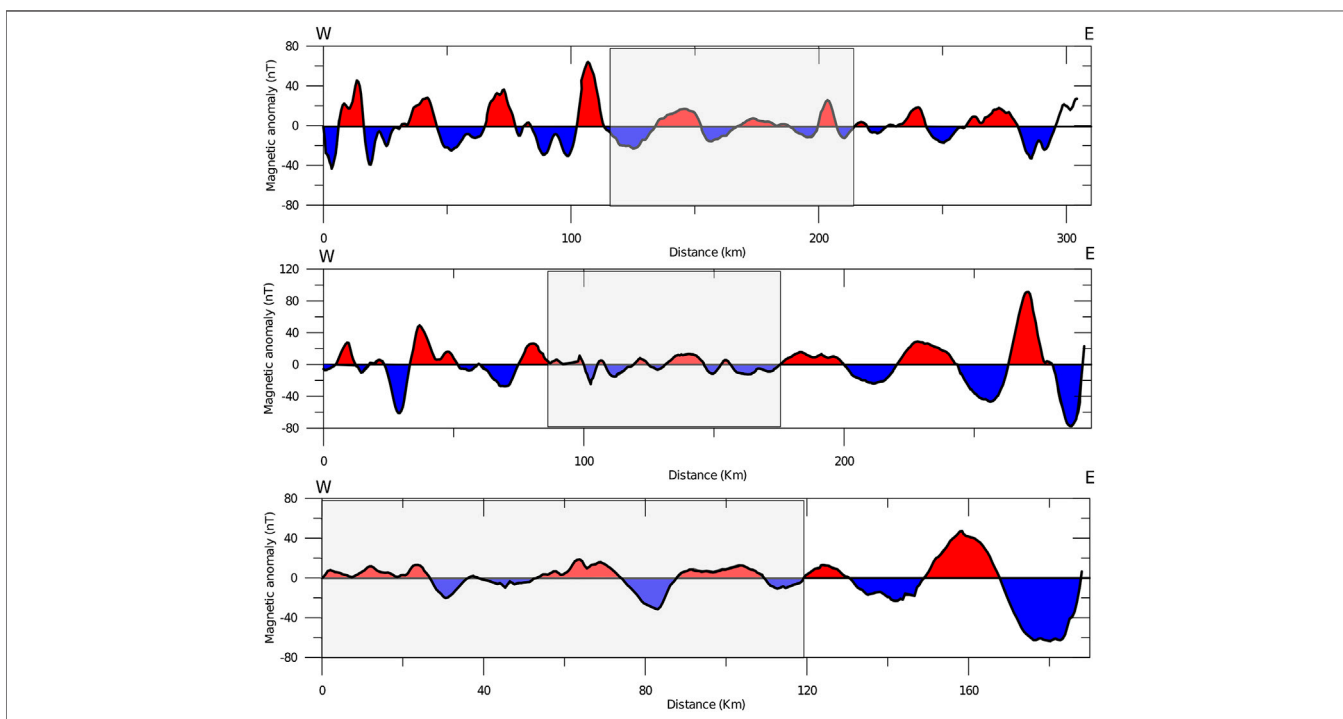 W E
Magnetic anomaly (nT)
80
40
0
-40
-80
0 100 200 300
Distance (km)
W E
Magnetic anomaly (nT)
120
80
40
0
-40
-80
0 100 200
Distance (Km)
W E
Magnetic anomaly (nT)
80
40
0
-40
-80
0 40 80 120 160
Distance (Km)